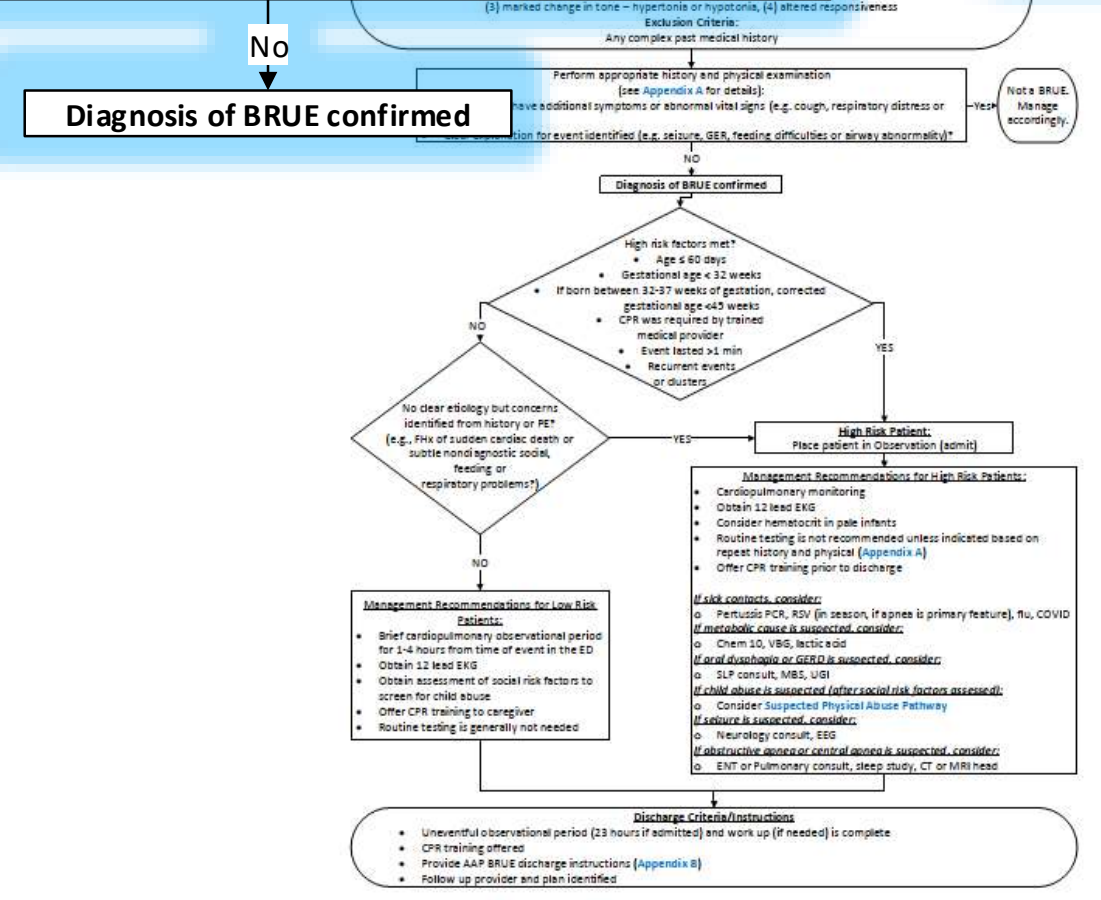 (3) marked change in tone – hypertonia or hypotonia, (4) altered responsiveness
Exclusion Criteria:
Any complex past medical history
No
Diagnosis of BRUE confirmed
Perform appropriate history and physical examination
(see Appendix A for details):
have additional symptoms or abnormal vital signs (e.g. cough, respiratory distress or
for event identified (e.g. seizure, GER, feeding difficulties or airway abnormality)?
Yes
Not a BRUE.
Manage
accordingly.
NO
Diagnosis of BRUE confirmed
High risk factors met?
• Age ≤ 60 days
• Gestational age < 32 weeks
• If born between 32-37 weeks of gestation, corrected
gestational age <45 weeks
• CPR was required by trained
medical provider
• Event lasted >1 min
• Recurrent events
or clusters
NO
YES
No clear etiology but concerns
identified from history or PE?
(e.g., FHx of sudden cardiac death or
subtle nondiagnostic social,
feeding or
respiratory problems?)
YES
High Risk Patient:
Place patient in Observation (admit)
Management Recommendations for High Risk Patients:
• Cardiopulmonary monitoring
• Obtain 12 lead EKG
• Consider hematocrit in pale infants
• Routine testing is not recommended unless indicated based on
repeat history and physical (Appendix A)
• Offer CPR training prior to discharge
If sick contacts, consider:
o Pertussis PCR, RSV (in season, if apnea is primary feature), flu, COVID
If metabolic cause is suspected, consider:
o Chem 10, VBG, lactic acid
If oral dysphagia or GERD is suspected, consider:
o SLP consult, MBS, UGI
If child abuse is suspected (after social risk factors assessed):
o Consider Suspected Physical Abuse Pathway
If seizure is suspected, consider:
o Neurology consult, EEG
If obstructive apnea or central apnea is suspected, consider:
o ENT or Pulmonary consult, sleep study, CT or MRI head
NO
Management Recommendations for Low Risk
Patients:
• Brief cardiopulmonary observational period
for 1-4 hours from time of event in the ED
• Obtain 12 lead EKG
• Obtain assessment of social risk factors to
screen for child abuse
• Offer CPR training to caregiver
• Routine testing is generally not needed
Discharge Criteria/Instructions
• Uneventful observational period (23 hours if admitted) and work up (if needed) is complete
• CPR training offered
• Provide AAP BRUE discharge instructions (Appendix B)
• Follow up provider and plan identified